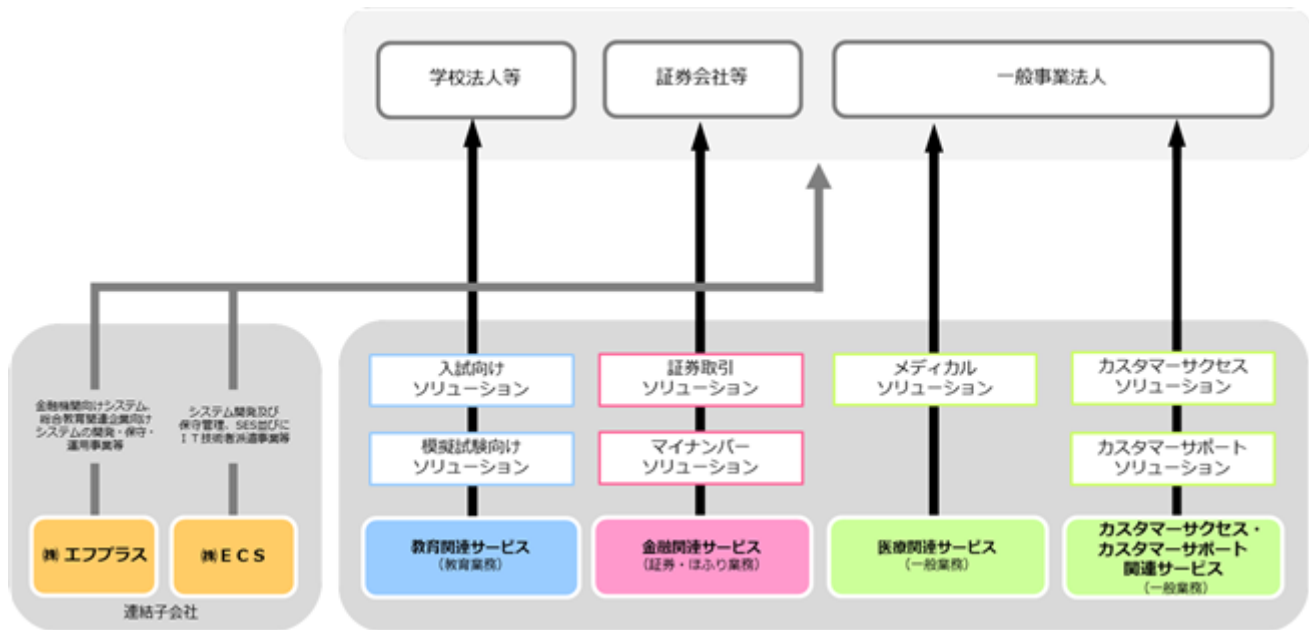 学校法人等
証券会社等
一般事業法人
入試向け
ソリューション
証券取引
ソリューション
メディカル
ソリューション
カスタマーサクセス
ソリューション
金融機関向けシステム、
総合教育関連企業向け
システムの開発・保守・
運用事業等
システム開発及び
保守管理、SES並びに
IT技術者派遣事業等
模擬試験向け
ソリューション
マイナンバー
ソリューション
カスタマーサポート
ソリューション
㈱エフプラス
㈱ECS
教育関連サービス
(教育業務)
金融関連サービス
(証券・ほふり業務)
医療関連サービス
(一般業務)
カスタマーサクセス・
カスタマーサポート
関連サービス
(一般業務)
連結子会社